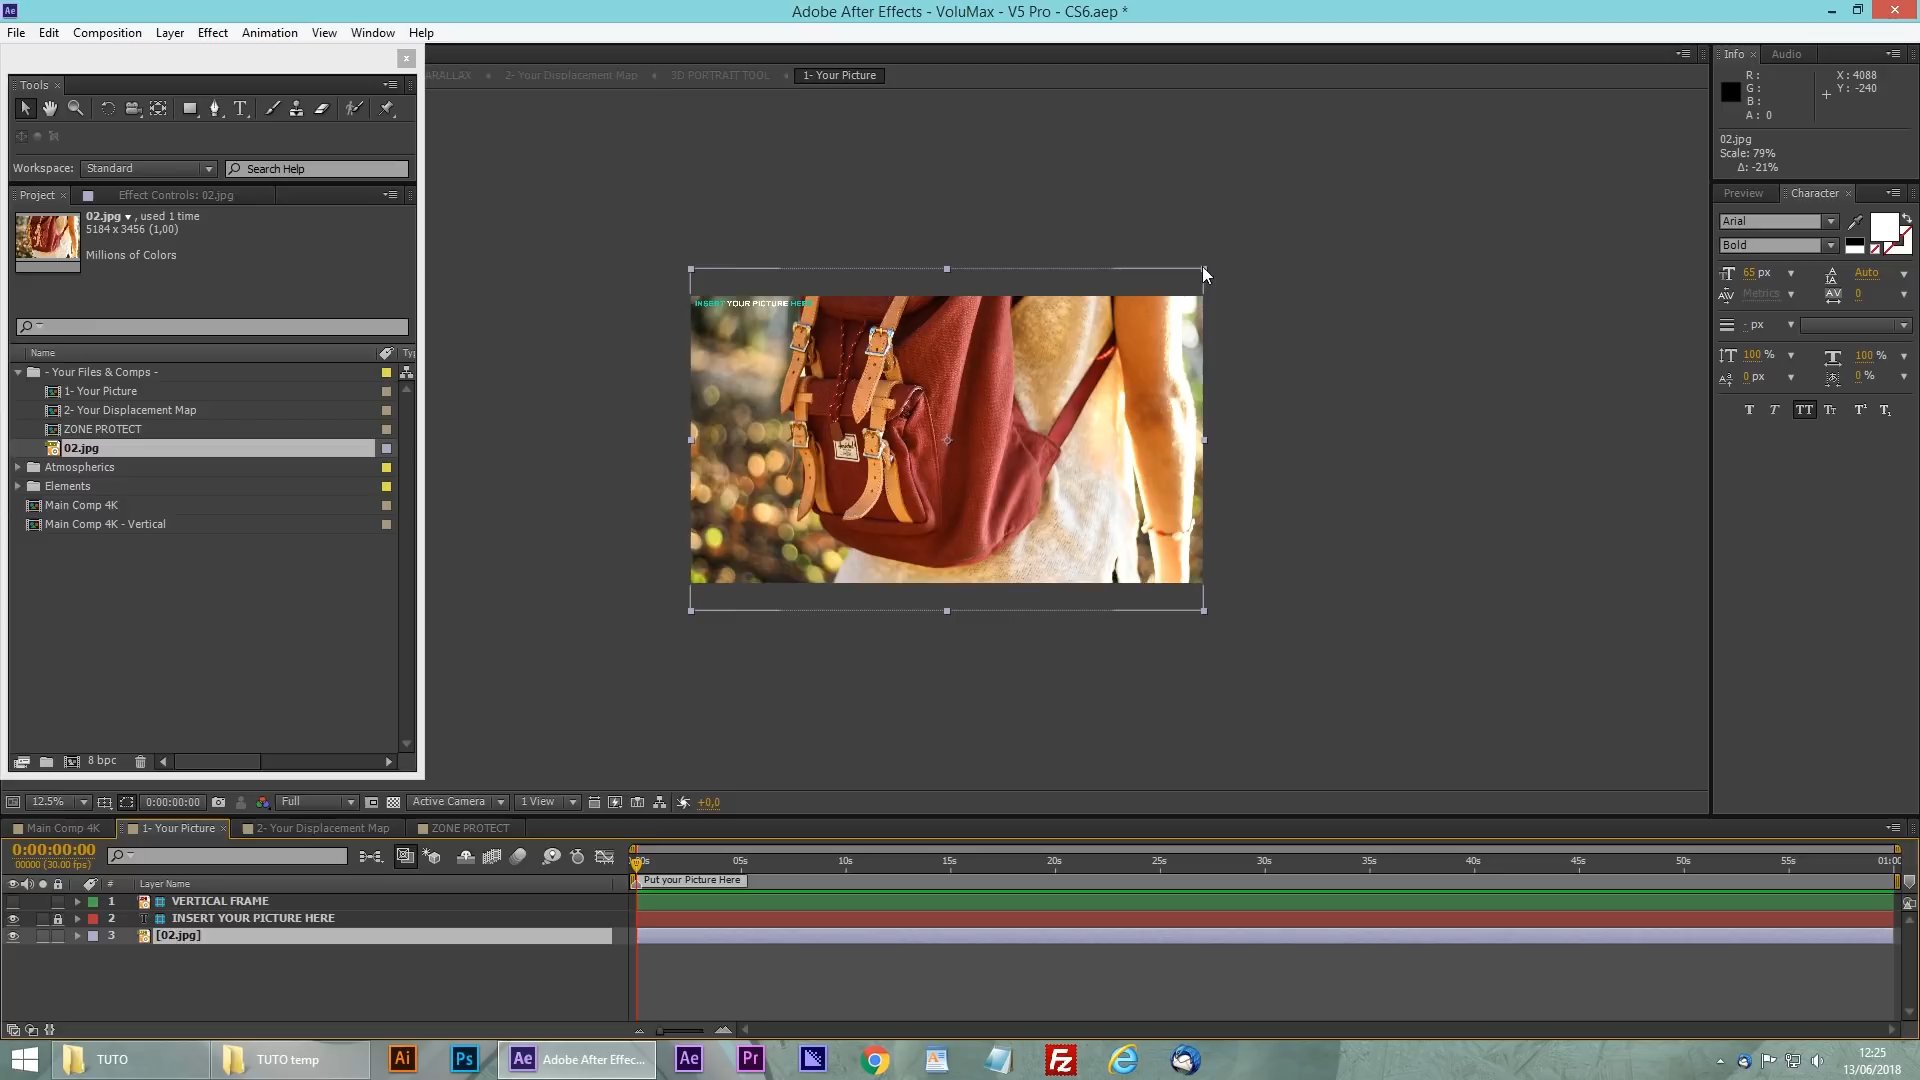 Adobe After Effects - VoluMax - V5 Pro - CS6.aep *
File Edit Composition Layer Effect Animation View Window Help
Tools
2- Your Displacement Map 3D PORTRAIT TOOL 1- Your Picture
Info Audio
R :
G :
B :
A : 0
X : 4088
Y : -240
02.jpg
Scale: 79%
Δ: -21%
Workspace: Standard Search Help
Project Effect Controls: 02.jpg
02.jpg , used 1 time
5184 x 3456 (1,00)
Millions of Colors
Preview Character
Arial
Bold
65 px Auto
Metrics 0
- px
100 % 100 %
0 px 0 %
Name
- Your Files & Comps -
1- Your Picture
2- Your Displacement Map
ZONE PROTECT
02.jpg
Atmospherics
Elements
Main Comp 4K
Main Comp 4K - Vertical
8 bpc
INSERT YOUR PICTURE HERE
12.5% 0:00:00:00 Full Active Camera 1 View +0,0
Main Comp 4K 1- Your Picture 2- Your Displacement Map ZONE PROTECT
0:00:00:00
00000 (30.00 fps)
05s 10s 15s 20s 25s 30s 35s 40s 45s 50s 55s
# Layer Name
Put your Picture Here
1 VERTICAL FRAME
2 INSERT YOUR PICTURE HERE
3 [02.jpg]
TUTO TUTO temp Ai Ps Ae Adobe After Effec... Ae Pr Fz
12:25
13/06/2018